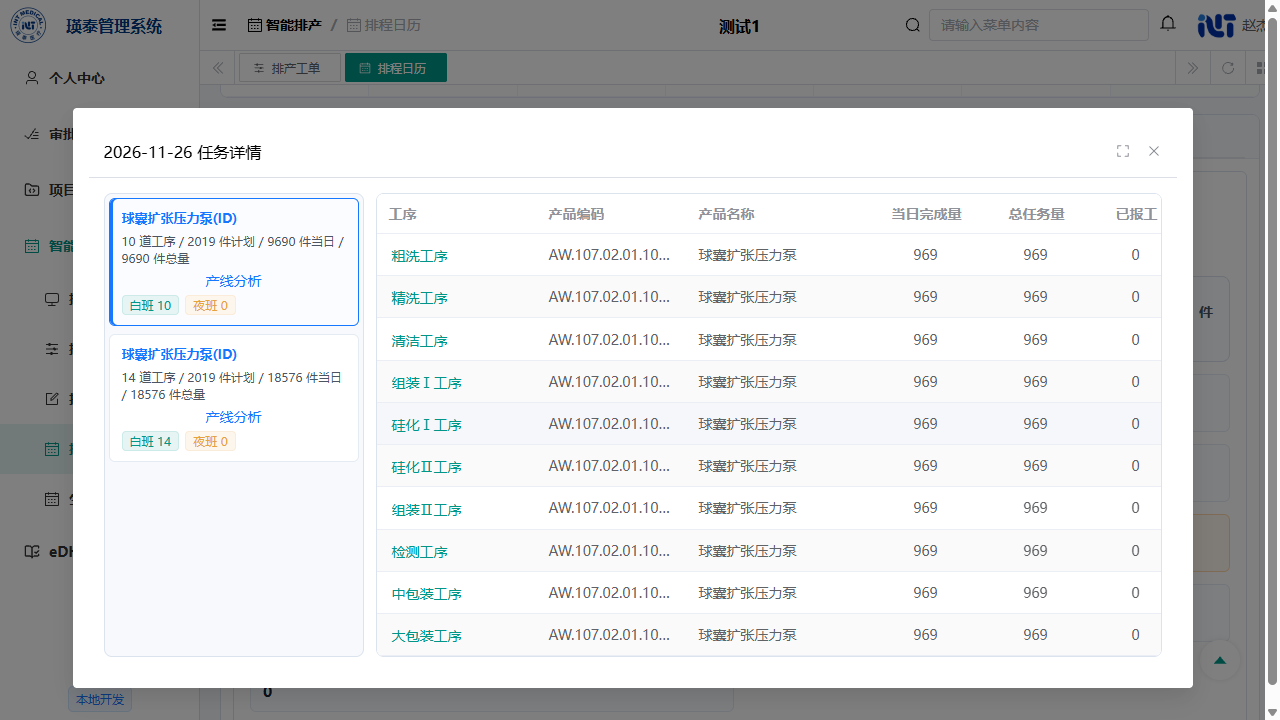 瑛泰管理系统
智能排产 / 排程日历
测试1
请输入菜单内容
赵杰
排产工单
排程日历
个人中心
审批
项目
智能
eDH
本地开发
件
0
2026-11-26 任务详情
球囊扩张压力泵(ID)
10 道工序 / 2019 件计划 / 9690 件当日 /
9690 件总量
产线分析
白班 10 夜班 0
球囊扩张压力泵(ID)
14 道工序 / 2019 件计划 / 18576 件当日
/ 18576 件总量
产线分析
白班 14 夜班 0
工序 产品编码 产品名称 当日完成量 总任务量 已报工
粗洗工序 AW.107.02.01.10... 球囊扩张压力泵 969 969 0
精洗工序 AW.107.02.01.10... 球囊扩张压力泵 969 969 0
清洁工序 AW.107.02.01.10... 球囊扩张压力泵 969 969 0
组装Ⅰ工序 AW.107.02.01.10... 球囊扩张压力泵 969 969 0
硅化Ⅰ工序 AW.107.02.01.10... 球囊扩张压力泵 969 969 0
硅化Ⅱ工序 AW.107.02.01.10... 球囊扩张压力泵 969 969 0
组装Ⅱ工序 AW.107.02.01.10... 球囊扩张压力泵 969 969 0
检测工序 AW.107.02.01.10... 球囊扩张压力泵 969 969 0
中包装工序 AW.107.02.01.10... 球囊扩张压力泵 969 969 0
大包装工序 AW.107.02.01.10... 球囊扩张压力泵 969 969 0